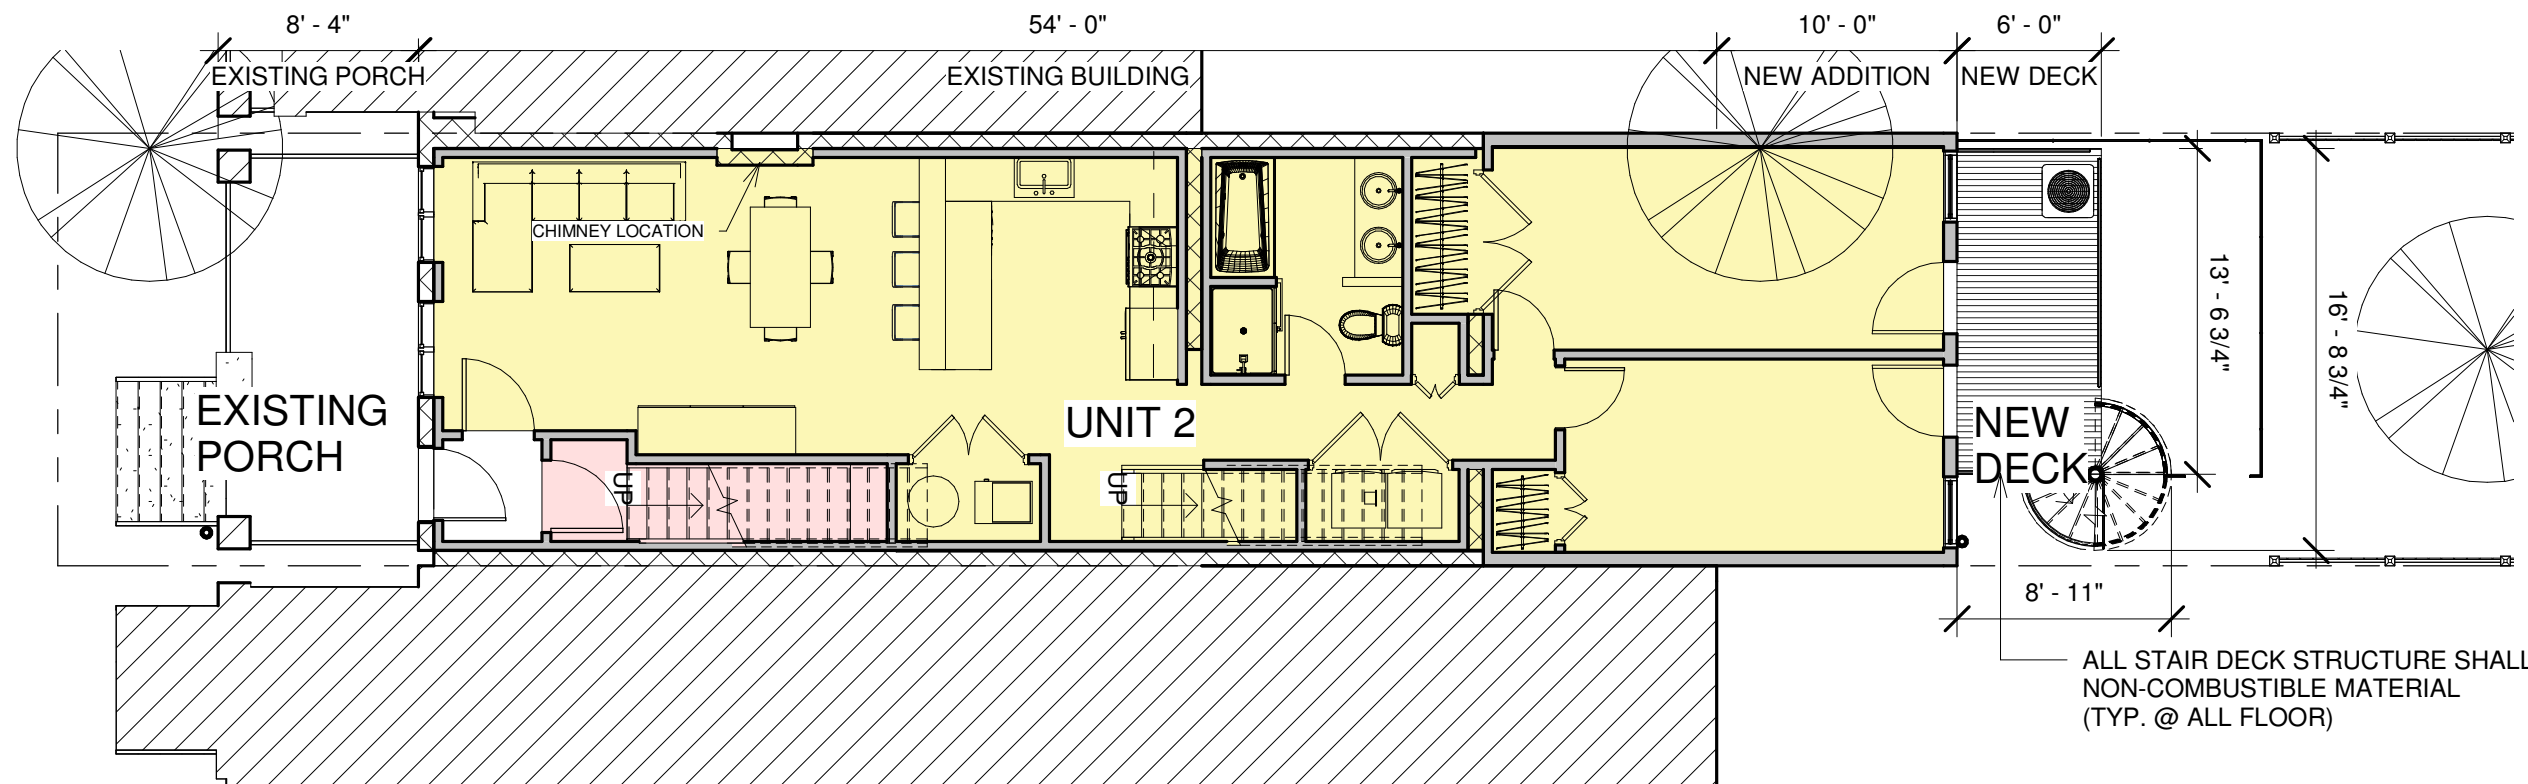 8' - 4"
54' - 0"
10' - 0"
6' - 0"
EXISTING PORCH
EXISTING BUILDING
NEW ADDITION
NEW DECK
CHIMNEY LOCATION
13' - 6 3/4"
16' - 8 3/4"
EXISTING
PORCH
UNIT 2
NEW
DECK
UP
UP
8' - 11"
ALL STAIR DECK STRUCTURE SHALL
NON-COMBUSTIBLE MATERIAL
(TYP. @ ALL FLOOR)